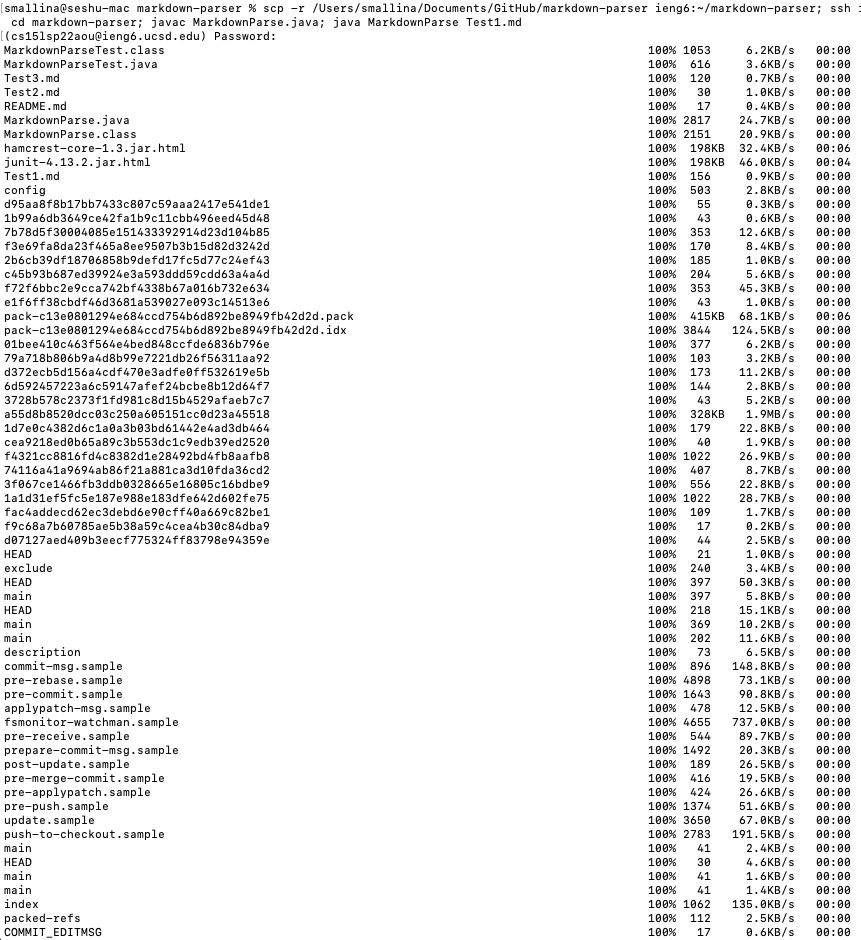 [smallina@seshu-mac markdown-parser % scp -r /Users/smallina/Documents/GitHub/markdown-parser ieng6:~/markdown-parser; ssh i
 cd markdown-parser; javac MarkdownParse.java; java MarkdownParse Test1.md
[(cs15lsp22aou@ieng6.ucsd.edu) Password:
MarkdownParseTest.class 100% 1053 6.2KB/s 00:00
MarkdownParseTest.java 100% 616 3.6KB/s 00:00
Test3.md 100% 120 0.7KB/s 00:00
Test2.md 100% 30 1.0KB/s 00:00
README.md 100% 17 0.4KB/s 00:00
MarkdownParse.java 100% 2817 24.7KB/s 00:00
MarkdownParse.class 100% 2151 20.9KB/s 00:00
hamcrest-core-1.3.jar.html 100% 198KB 32.4KB/s 00:06
junit-4.13.2.jar.html 100% 198KB 46.0KB/s 00:04
Test1.md 100% 156 0.9KB/s 00:00
config 100% 503 2.8KB/s 00:00
d95aa8f8b17bb7433c807c59aaa2417e541de1 100% 55 0.3KB/s 00:00
1b99a6db3649ce42fa1b9c11cbb496eed45d48 100% 43 0.6KB/s 00:00
7b78d5f30004085e151433392914d23d104b85 100% 353 12.6KB/s 00:00
f3e69fa8da23f465a8ee9507b3b15d82d3242d 100% 170 8.4KB/s 00:00
2b6cb39df18706858b9defd17fc5d77c24ef43 100% 185 1.0KB/s 00:00
c45b93b687ed39924e3a593ddd59cdd63a4a4d 100% 204 5.6KB/s 00:00
f72f6bbc2e9cca742bf4338b67a016b732e634 100% 353 45.3KB/s 00:00
e1f6ff38cbdf46d3681a539027e093c14513e6 100% 43 1.0KB/s 00:00
pack-c13e0801294e684ccd754b6d892be8949fb42d2d.pack 100% 415KB 68.1KB/s 00:06
pack-c13e0801294e684ccd754b6d892be8949fb42d2d.idx 100% 3844 124.5KB/s 00:00
01bee410c463f564e4bed848ccfde6836b796e 100% 377 6.2KB/s 00:00
79a718b806b9a4d8b99e7221db26f56311aa92 100% 103 3.2KB/s 00:00
d372ecb5d156a4cdf470e3adfe0ff532619e5b 100% 173 11.2KB/s 00:00
6d592457223a6c59147afef24bcbe8b12d64f7 100% 144 2.8KB/s 00:00
3728b578c2373f1fd981c8d15b4529afaeb7c7 100% 43 5.2KB/s 00:00
a55d8b8520dcc03c250a605151cc0d23a45518 100% 328KB 1.9MB/s 00:00
1d7e0c4382d6c1a0a3b03bd61442e4ad3db464 100% 179 22.8KB/s 00:00
cea9218ed0b65a89c3b553dc1c9edb39ed2520 100% 40 1.9KB/s 00:00
f4321cc8816fd4c8382d1e28492bd4fb8aafb8 100% 1022 26.9KB/s 00:00
74116a41a9694ab86f21a881ca3d10fda36cd2 100% 407 8.7KB/s 00:00
3f067ce1466fb3ddb0328665e16805c16bdbe9 100% 556 22.8KB/s 00:00
1a1d31ef5fc5e187e988e183dfe642d602fe75 100% 1022 28.7KB/s 00:00
fac4addecd62ec3debd6e90cff40a669c82be1 100% 109 1.7KB/s 00:00
f9c68a7b60785ae5b38a59c4cea4b30c84dba9 100% 17 0.2KB/s 00:00
d07127aed409b3eecf775324ff83798e94359e 100% 44 2.5KB/s 00:00
HEAD 100% 21 1.0KB/s 00:00
exclude 100% 240 3.4KB/s 00:00
HEAD 100% 397 50.3KB/s 00:00
main 100% 397 5.8KB/s 00:00
HEAD 100% 218 15.1KB/s 00:00
main 100% 369 10.2KB/s 00:00
main 100% 202 11.6KB/s 00:00
description 100% 73 6.5KB/s 00:00
commit-msg.sample 100% 896 148.8KB/s 00:00
pre-rebase.sample 100% 4898 73.1KB/s 00:00
pre-commit.sample 100% 1643 90.8KB/s 00:00
applypatch-msg.sample 100% 478 12.5KB/s 00:00
fsmonitor-watchman.sample 100% 4655 737.0KB/s 00:00
pre-receive.sample 100% 544 89.7KB/s 00:00
prepare-commit-msg.sample 100% 1492 20.3KB/s 00:00
post-update.sample 100% 189 26.5KB/s 00:00
pre-merge-commit.sample 100% 416 19.5KB/s 00:00
pre-applypatch.sample 100% 424 26.6KB/s 00:00
pre-push.sample 100% 1374 51.6KB/s 00:00
update.sample 100% 3650 67.0KB/s 00:00
push-to-checkout.sample 100% 2783 191.5KB/s 00:00
main 100% 41 2.4KB/s 00:00
HEAD 100% 30 4.6KB/s 00:00
main 100% 41 1.6KB/s 00:00
main 100% 41 1.4KB/s 00:00
index 100% 1062 135.0KB/s 00:00
packed-refs 100% 112 2.5KB/s 00:00
COMMIT_EDITMSG 100% 17 0.6KB/s 00:00